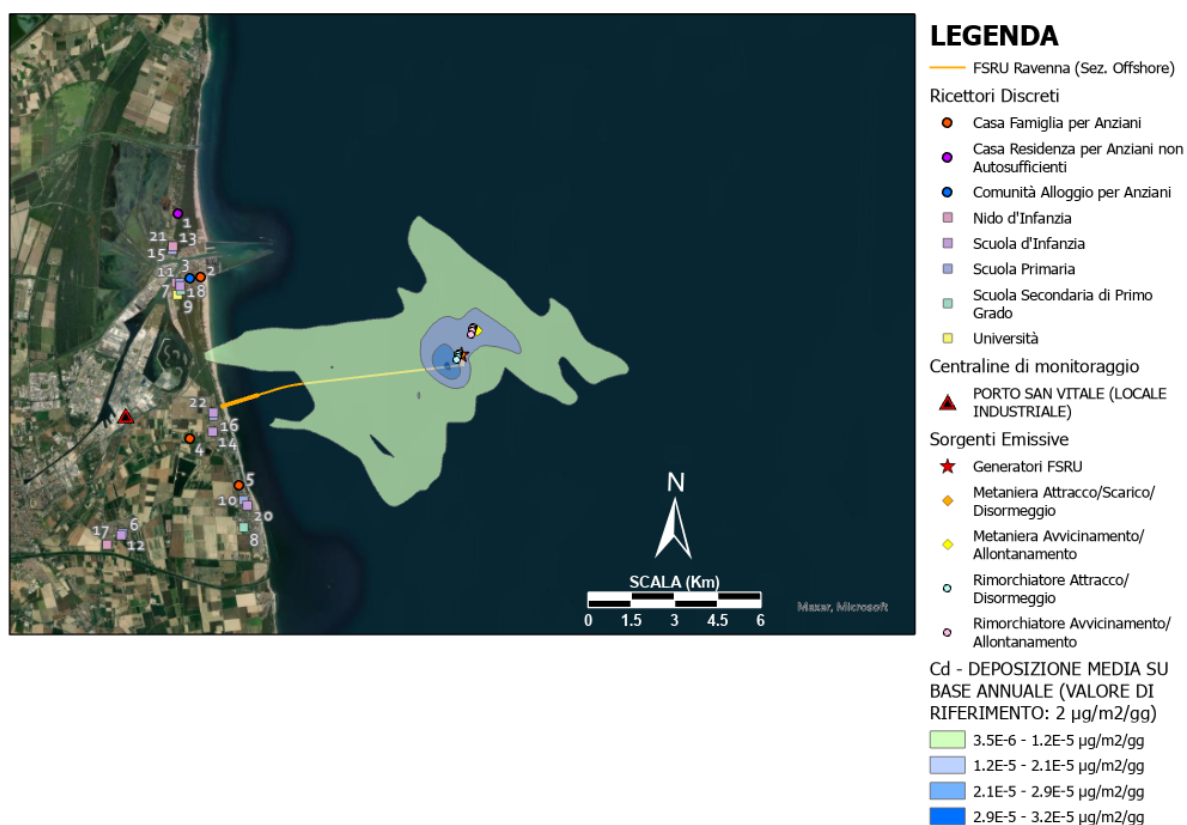 1
21
13
15
3
2
11
7
18
9
22
16
14
4
5
10
20
8
17
6
12
N
SCALA (Km)
0 1.5 3 4.5 6
Maxar, Microsoft
LEGENDA
FSRU Ravenna (Sez. Offshore)
Ricettori Discreti
Casa Famiglia per Anziani
Casa Residenza per Anziani non
Autosufficienti
Comunità Alloggio per Anziani
Nido d'Infanzia
Scuola d'Infanzia
Scuola Primaria
Scuola Secondaria di Primo
Grado
Università
Centraline di monitoraggio
PORTO SAN VITALE (LOCALE
INDUSTRIALE)
Sorgenti Emissive
Generatori FSRU
Metaniera Attracco/Scarico/
Disormeggio
Metaniera Avvicinamento/
Allontanamento
Rimorchiatore Attracco/
Disormeggio
Rimorchiatore Avvicinamento/
Allontanamento
Cd - DEPOSIZIONE MEDIA SU
BASE ANNUALE (VALORE DI
RIFERIMENTO: 2 µg/m2/gg)
3.5E-6 - 1.2E-5 µg/m2/gg
1.2E-5 - 2.1E-5 µg/m2/gg
2.1E-5 - 2.9E-5 µg/m2/gg
2.9E-5 - 3.2E-5 µg/m2/gg